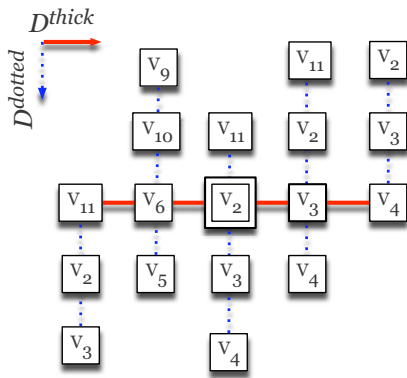 D^thick
D^dotted
V₉ V₁₁ V₂
V₁₀ V₁₁ V₂ V₃
V₁₁ V₆ V₂ V₃ V₄
V₂ V₅ V₃ V₄
V₃ V₄